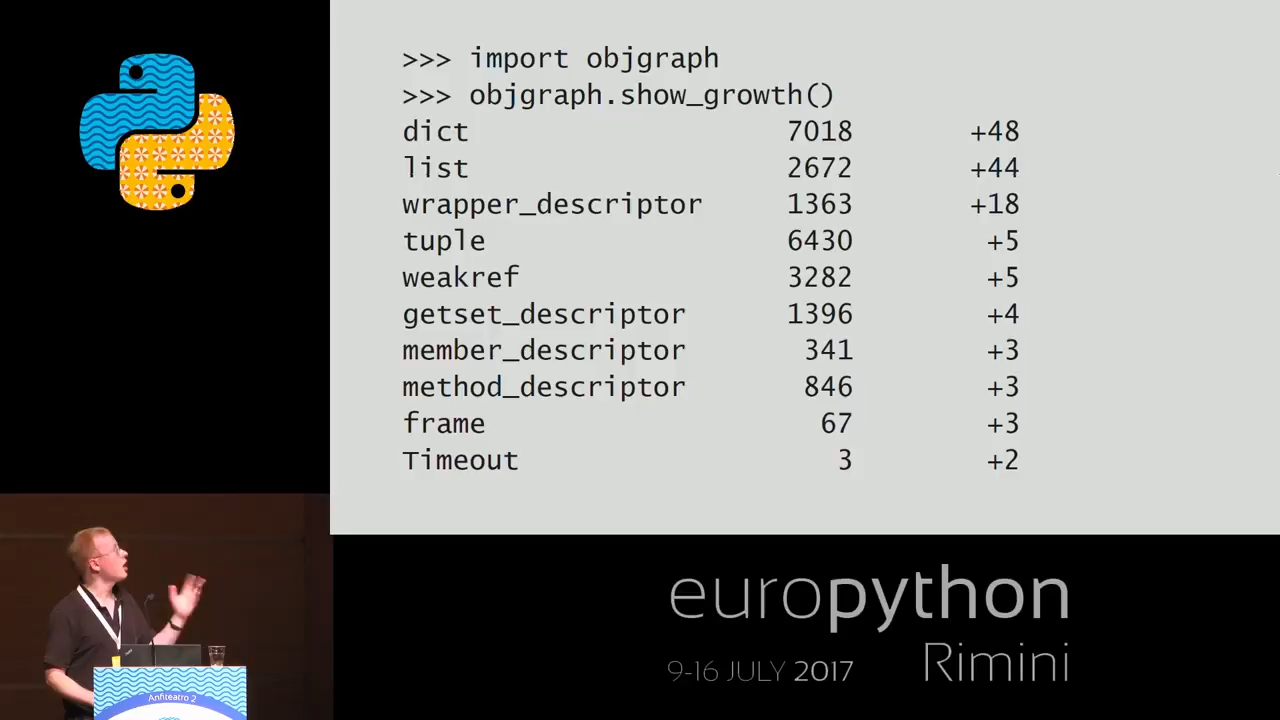 >>> import objgraph
>>> objgraph.show_growth()
dict 7018 +48
list 2672 +44
wrapper_descriptor 1363 +18
tuple 6430 +5
weakref 3282 +5
getset_descriptor 1396 +4
member_descriptor 341 +3
method_descriptor 846 +3
frame 67 +3
Timeout 3 +2
europython
9-16 JULY 2017 Rimini
Anfiteatro 2